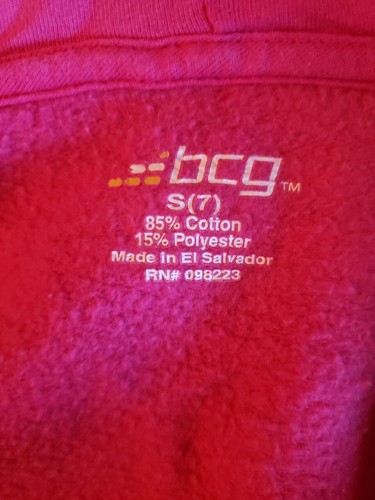 bcg™
S(7)
85% Cotton
15% Polyester
Made in El Salvador
RN# 098223